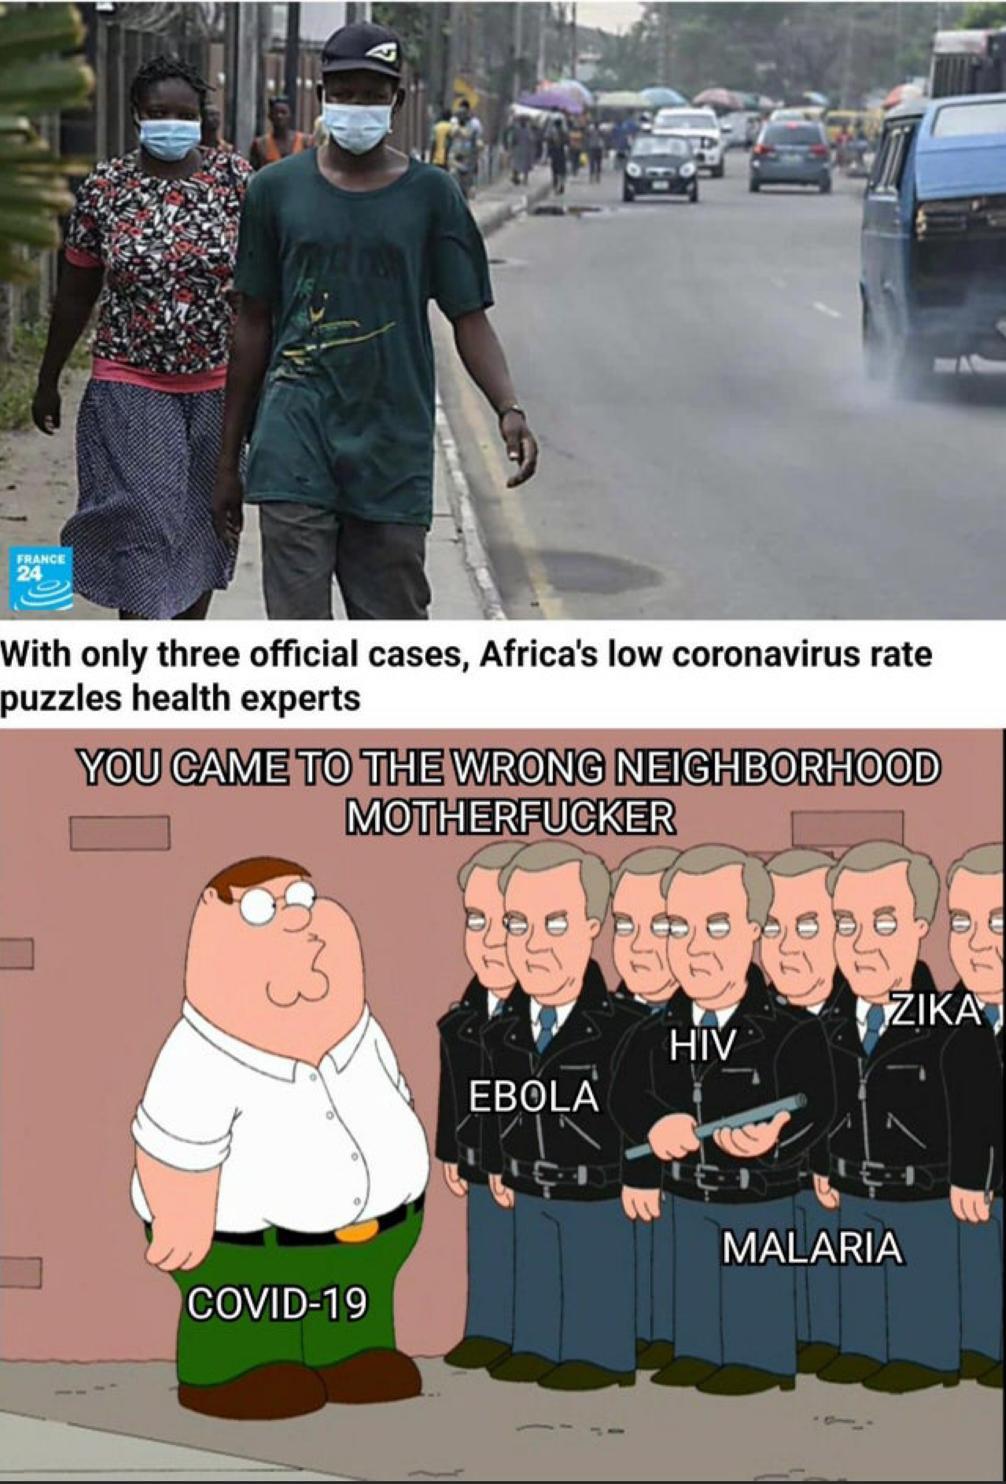 FRANCE
24
With only three official cases, Africa's low coronavirus rate
puzzles health experts
YOU CAME TO THE WRONG NEIGHBORHOOD
MOTHERFUCKER
ZIKA
HIV
EBOLA
MALARIA
COVID-19